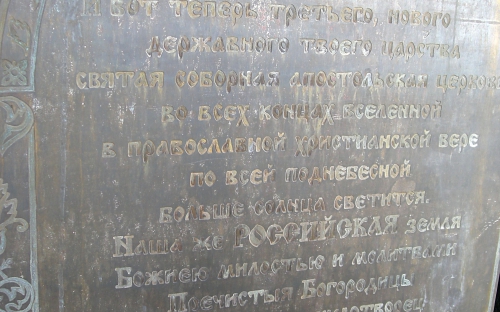 И вот теперь третьего, нового
державного твоего царства
святая соборная апостольская церковь
во всех концах вселенной
в православной христианской вере
по всей поднебесной
больше солнца светится.
Наша же РОССИЙСКАЯ земля
Божиею милостью и молитвами
Пречистыя Богородицы
чудотворец